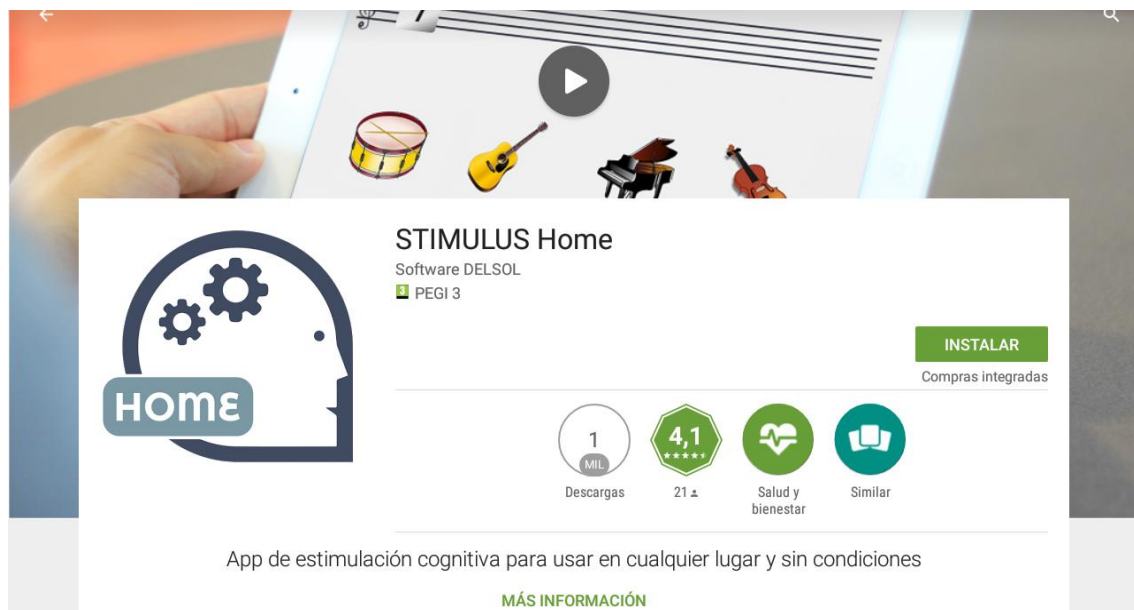 STIMULUS Home
Software DELSOL
3 PEGI 3
INSTALAR
Compras integradas
HOME
1
MIL
4,1
Descargas
21
Salud y
bienestar
Similar
App de estimulación cognitiva para usar en cualquier lugar y sin condiciones
MÁS INFORMACIÓN